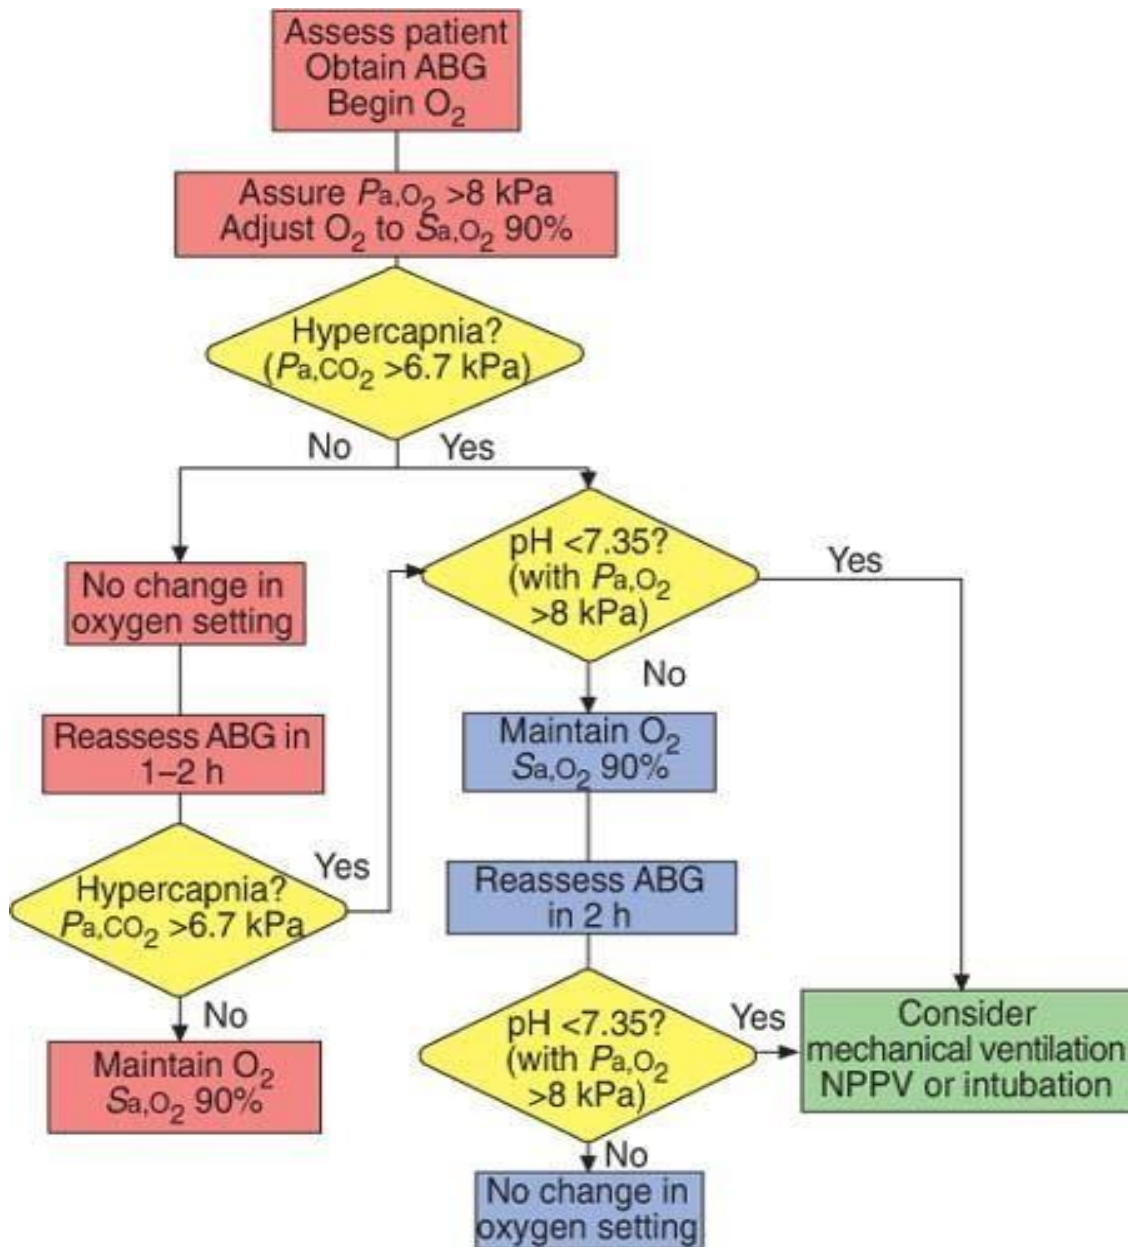 Assess patient
Obtain ABG
Begin O₂
Assure Pa,O₂ >8 kPa
Adjust O₂ to Sa,O₂ 90%
Hypercapnia?
(Pa,CO₂ >6.7 kPa)
No
Yes
No change in
oxygen setting
Reassess ABG in
1–2 h
Hypercapnia?
Pa,CO₂ >6.7 kPa
Yes
No
Maintain O₂
Sa,O₂ 90%
pH <7.35?
(with Pa,O₂
>8 kPa)
Yes
No
Maintain O₂
Sa,O₂ 90%
Reassess ABG
in 2 h
pH <7.35?
(with Pa,O₂
>8 kPa)
Yes
No
No change in
oxygen setting
Consider
mechanical ventilation
NPPV or intubation